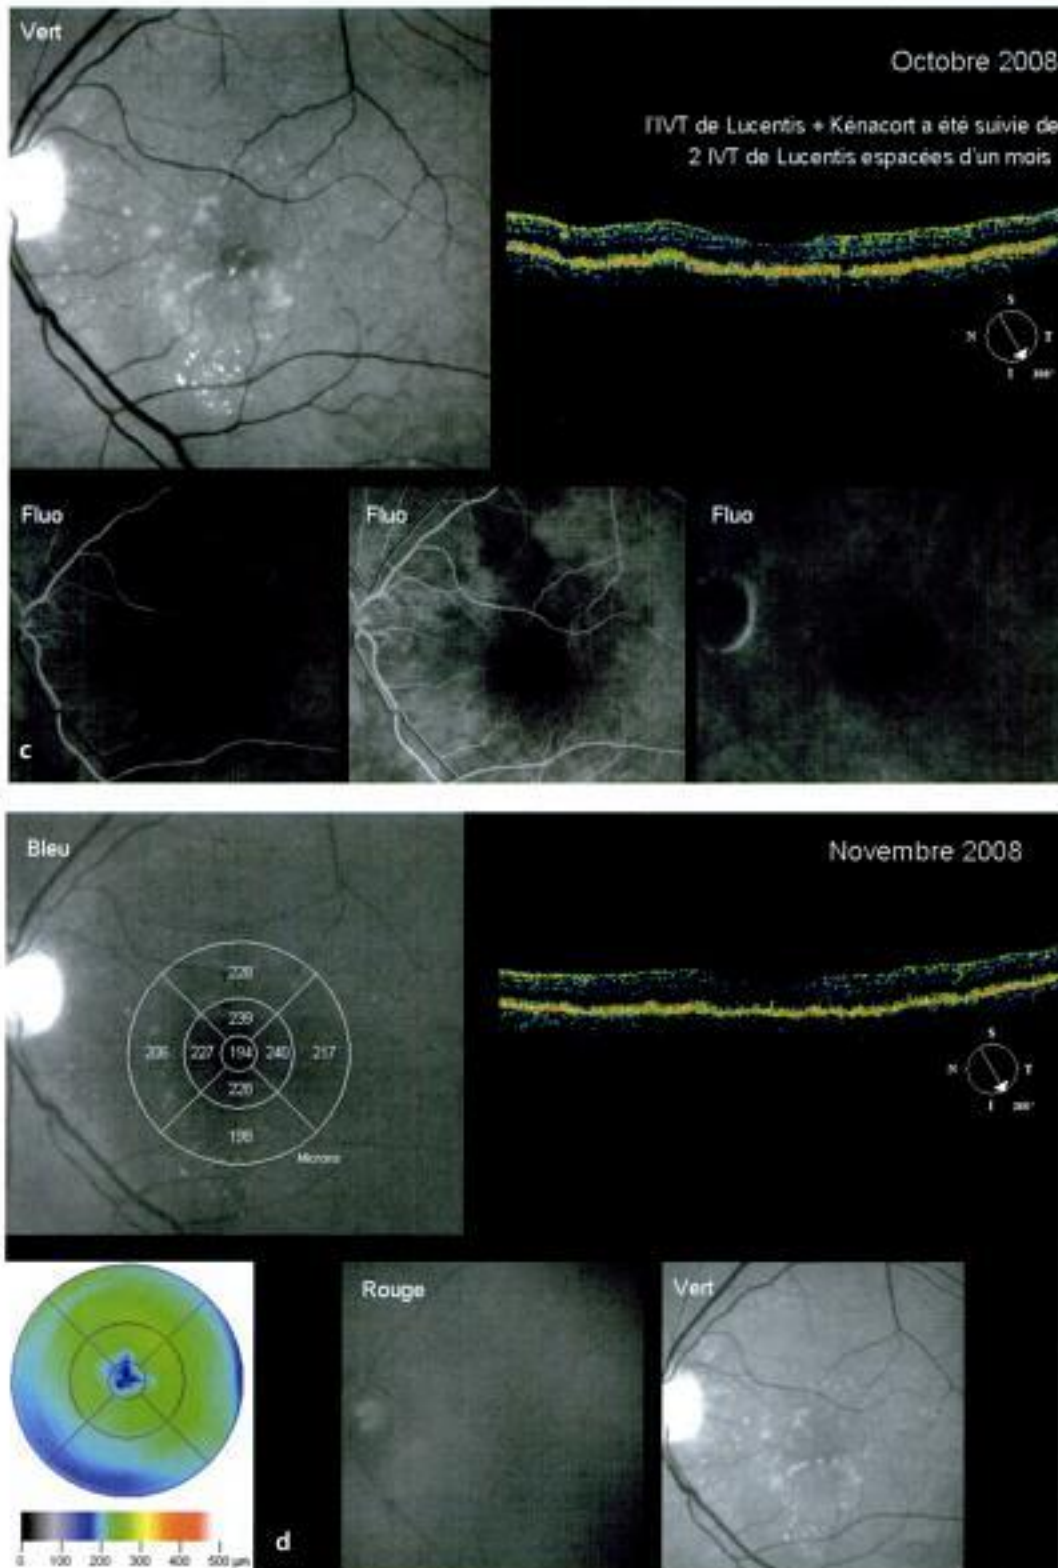 Vert
Octobre 2008
l'IVT de Lucentis + Kénacort a été suivie de
2 IVT de Lucentis espacées d'un mois
S
N T
I
Fluo
Fluo
Fluo
c
Bleu
Novembre 2008
228
239
206 227 194 240 217
228
198
Microns
S
N T
I
Rouge
Vert
0 100 200 300 400 500 µm
d